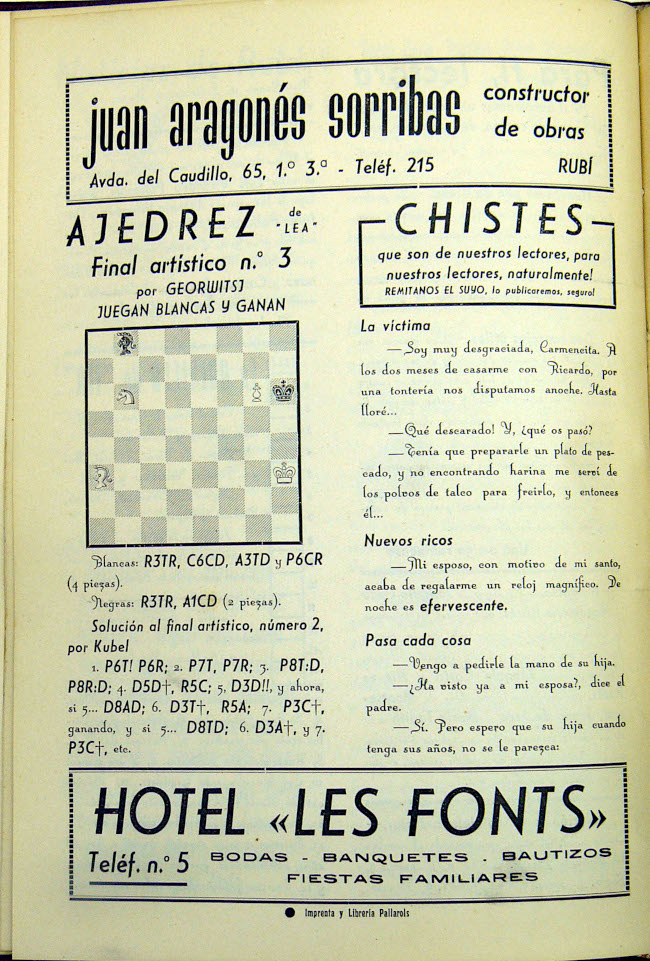 juan aragonés sorribas
constructor
de obras
Avda. del Caudillo, 65, 1.º 3.ª - Teléf. 215
RUBÍ
AJEDREZ de "LEA"
Final artístico n.º 3
por GEORWITSJ
JUEGAN BLANCAS Y GANAN
Blancas: R3TR, C6CD, A3TD y P6CR
(4 piezas).
Negras: R3TR, A1CD (2 piezas).
Solución al final artístico, número 2,
por Kubel
1. P6T! P6R; 2. P7T, P7R; 3. P8T:D,
P8R:D; 4. D5D†, R5C; 5, D3D!!, y ahora,
si 5... D8AD; 6. D3T†, R5A; 7. P3C†,
ganando, y si 5... D8TD; 6. D3A†, y 7.
P3C†, etc.
CHISTES
que son de nuestros lectores, para
nuestros lectores, naturalmente!
REMITANOS EL SUYO, lo publicaremos, seguro!
La víctima
—Soy muy desgraciada, Carmencita. A
los dos meses de casarme con Ricardo, por
una tontería nos disputamos anoche. Hasta
lloré...
—Qué descarado! Y, ¿qué os pasó?
—Tenía que prepararle un plato de pes-
cado, y no encontrando harina me serví de
los polvos de talco para freirlo, y entonces
él...
Nuevos ricos
—Mi esposo, con motivo de mi santo,
acaba de regalarme un reloj magnífico. De
noche es efervescente.
Pasa cada cosa
—Vengo a pedirle la mano de su hija.
—¿Ha visto ya a mi esposa?, dice el
padre.
—Sí. Pero espero que su hija cuando
tenga sus años, no se le parezca:
HOTEL «LES FONTS»
Teléf. n.º 5
BODAS - BANQUETES . BAUTIZOS
FIESTAS FAMILIARES
Imprenta y Librería Pallarols